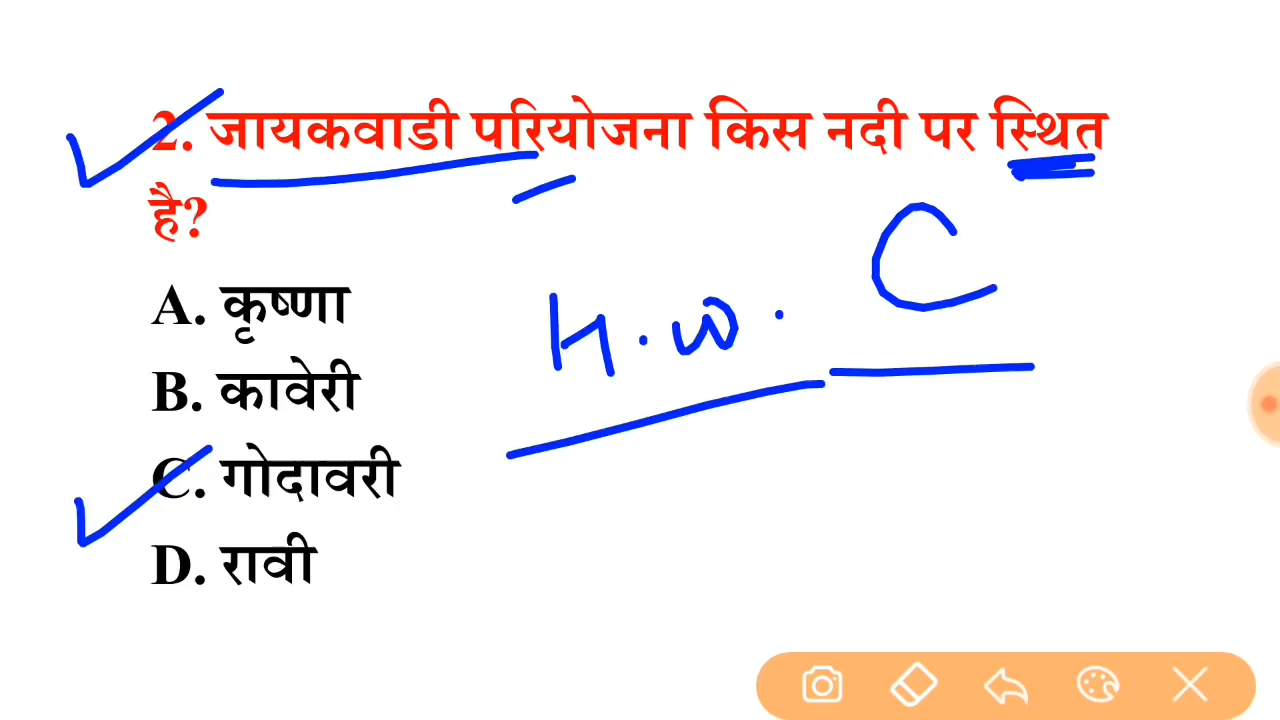 2. जायकवाडी परियोजना किस नदी पर स्थित
है?
A. कृष्णा
B. कावेरी
C. गोदावरी
D. रावी
H.W. C